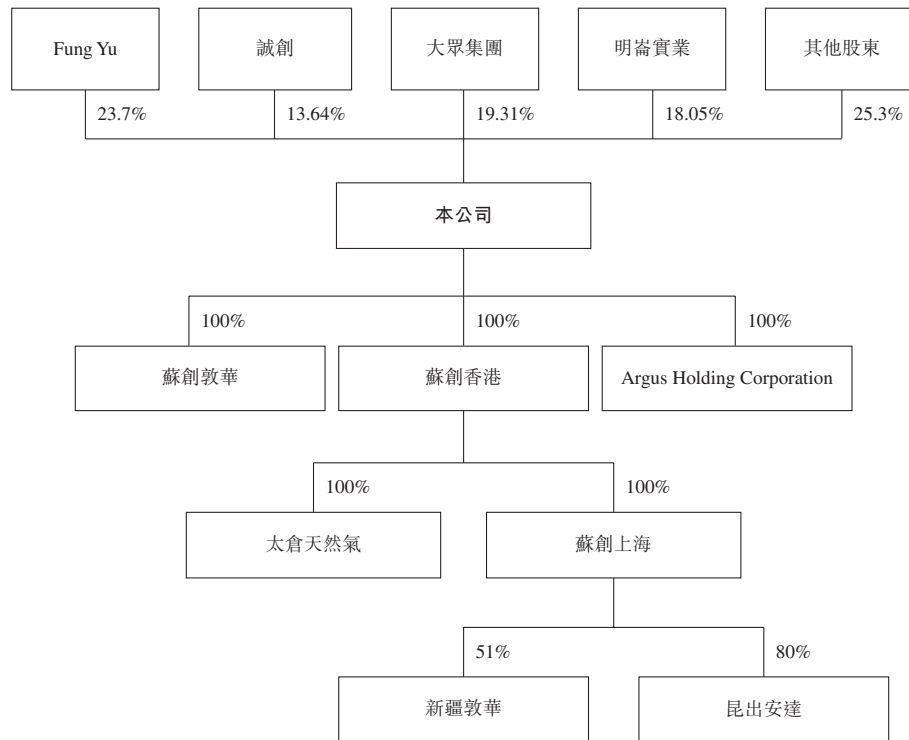 Fung Yu
誠創
大眾集團
明崙實業
其他股東
23.7%
13.64%
19.31%
18.05%
25.3%
本公司
100%
100%
100%
蘇創敦華
蘇創香港
Argus Holding Corporation
100%
100%
太倉天然氣
蘇創上海
51%
80%
新疆敦華
昆出安達